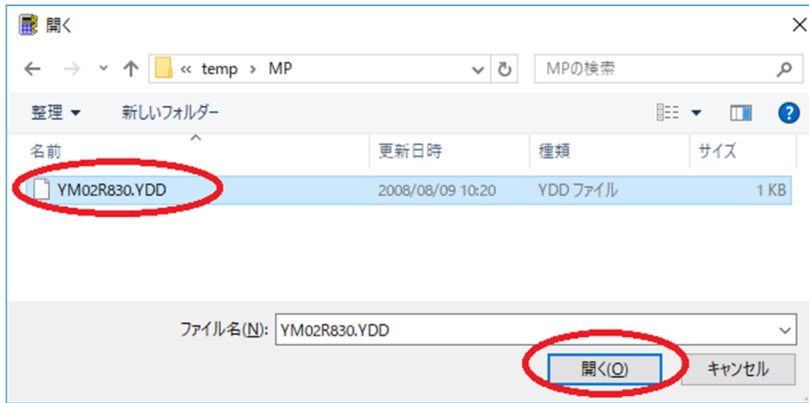 開く
« temp > MP
MPの検索
整理 新しいフォルダー
名前 更新日時 種類 サイズ
YM02R830.YDD 2008/08/09 10:20 YDD ファイル 1 KB
ファイル名(N): YM02R830.YDD
開く(O) キャンセル